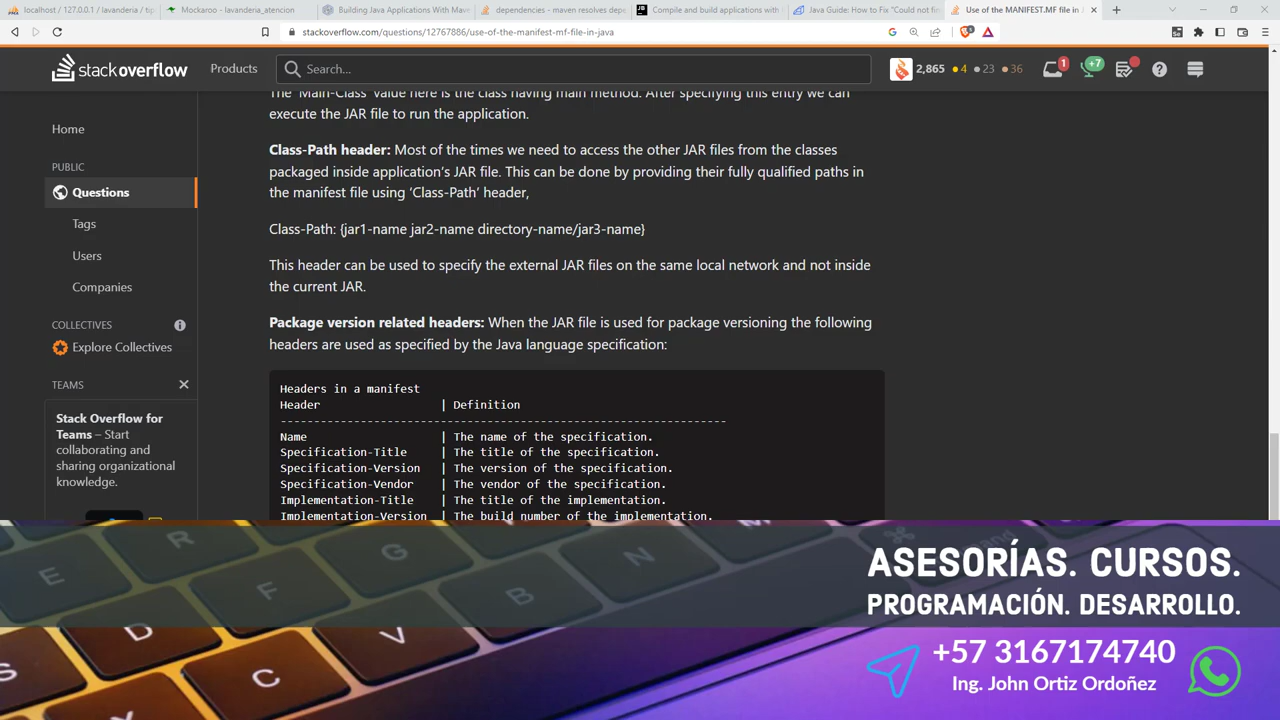 localhost / 127.0.0.1 / lavanderia / tip
Mockaroo - lavanderia_atencion
Building Java Applications With Mave
dependencies - maven resolves depe
Compile and build applications with
Java Guide: How to Fix "Could not fin
Use of the MANIFEST.MF file in J
stackoverflow.com/questions/12767886/use-of-the-manifest-mf-file-in-java
stackoverflow
Products
Search...
2,865
4
23
36
1
+7
The 'Main-Class' value here is the class having main method. After specifying this entry we can
execute the JAR file to run the application.
Class-Path header: Most of the times we need to access the other JAR files from the classes
packaged inside application's JAR file. This can be done by providing their fully qualified paths in
the manifest file using ‘Class-Path’ header,
Class-Path: {jar1-name jar2-name directory-name/jar3-name}
This header can be used to specify the external JAR files on the same local network and not inside
the current JAR.
Package version related headers: When the JAR file is used for package versioning the following
headers are used as specified by the Java language specification:
Headers in a manifest
Header | Definition
-------------------------------------------------------------------
Name | The name of the specification.
Specification-Title | The title of the specification.
Specification-Version | The version of the specification.
Specification-Vendor | The vendor of the specification.
Implementation-Title | The title of the implementation.
Implementation-Version | The build number of the implementation.
Home
PUBLIC
Questions
Tags
Users
Companies
COLLECTIVES
Explore Collectives
TEAMS
Stack Overflow for
Teams – Start
collaborating and
sharing organizational
knowledge.
ASESORÍAS. CURSOS.
PROGRAMACIÓN. DESARROLLO.
+57 3167174740
Ing. John Ortiz Ordoñez
R
E
G
F
N
B
D
V
C